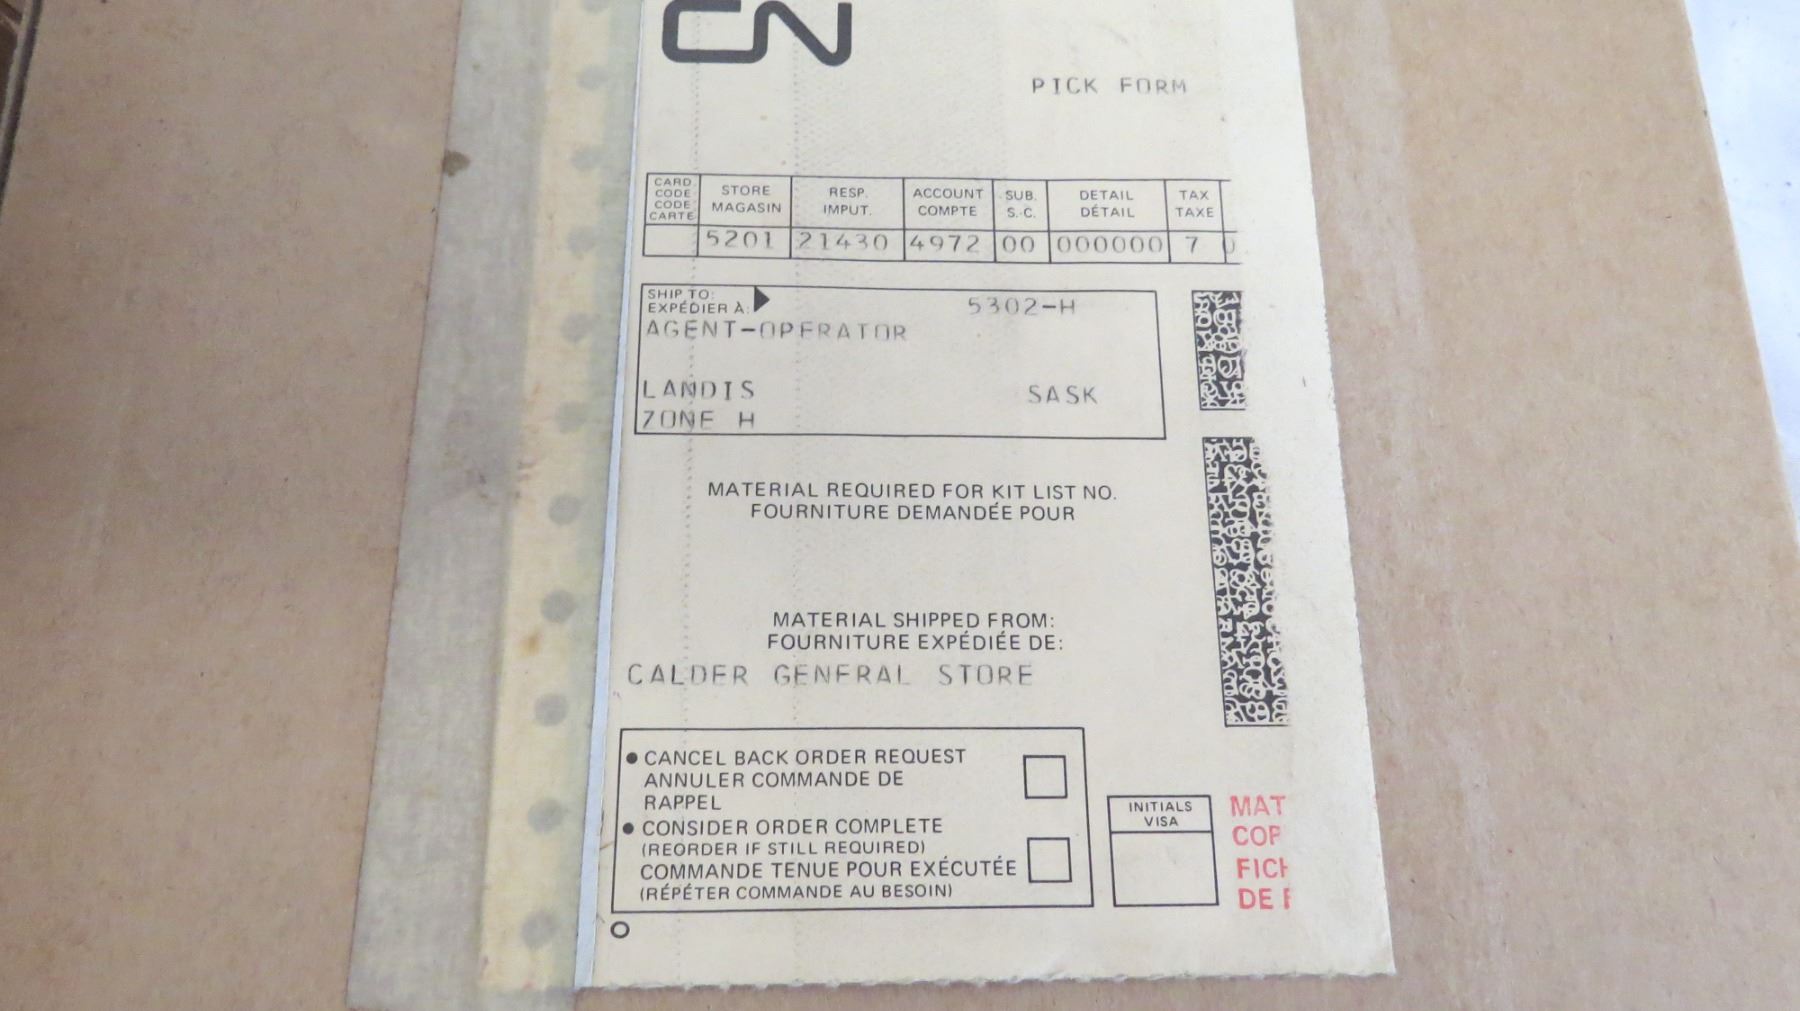 CN
PICK FORM
CARD CODE CODE CARTE STORE MAGASIN RESP. IMPUT. ACCOUNT COMPTE SUB. S.-C. DETAIL DÉTAIL TAX TAXE
5201 21430 4972 00 000000 7
SHIP TO:
EXPÉDIER À: 5302-H
AGENT-OPERATOR
LANDIS SASK
ZONE H
MATERIAL REQUIRED FOR KIT LIST NO.
FOURNITURE DEMANDÉE POUR
MATERIAL SHIPPED FROM:
FOURNITURE EXPÉDIÉE DE:
CALDER GENERAL STORE
CANCEL BACK ORDER REQUEST
ANNULER COMMANDE DE
RAPPEL
CONSIDER ORDER COMPLETE
(REORDER IF STILL REQUIRED)
COMMANDE TENUE POUR EXÉCUTÉE
(RÉPÉTER COMMANDE AU BESOIN)
INITIALS
VISA
MAT
COP
FICH
DE